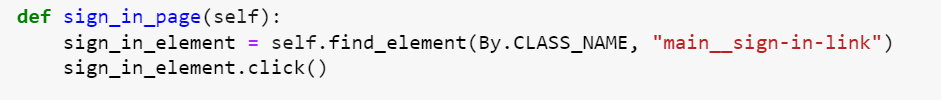 def sign_in_page(self):
    sign_in_element = self.find_element(By.CLASS_NAME, "main__sign-in-link")
    sign_in_element.click()